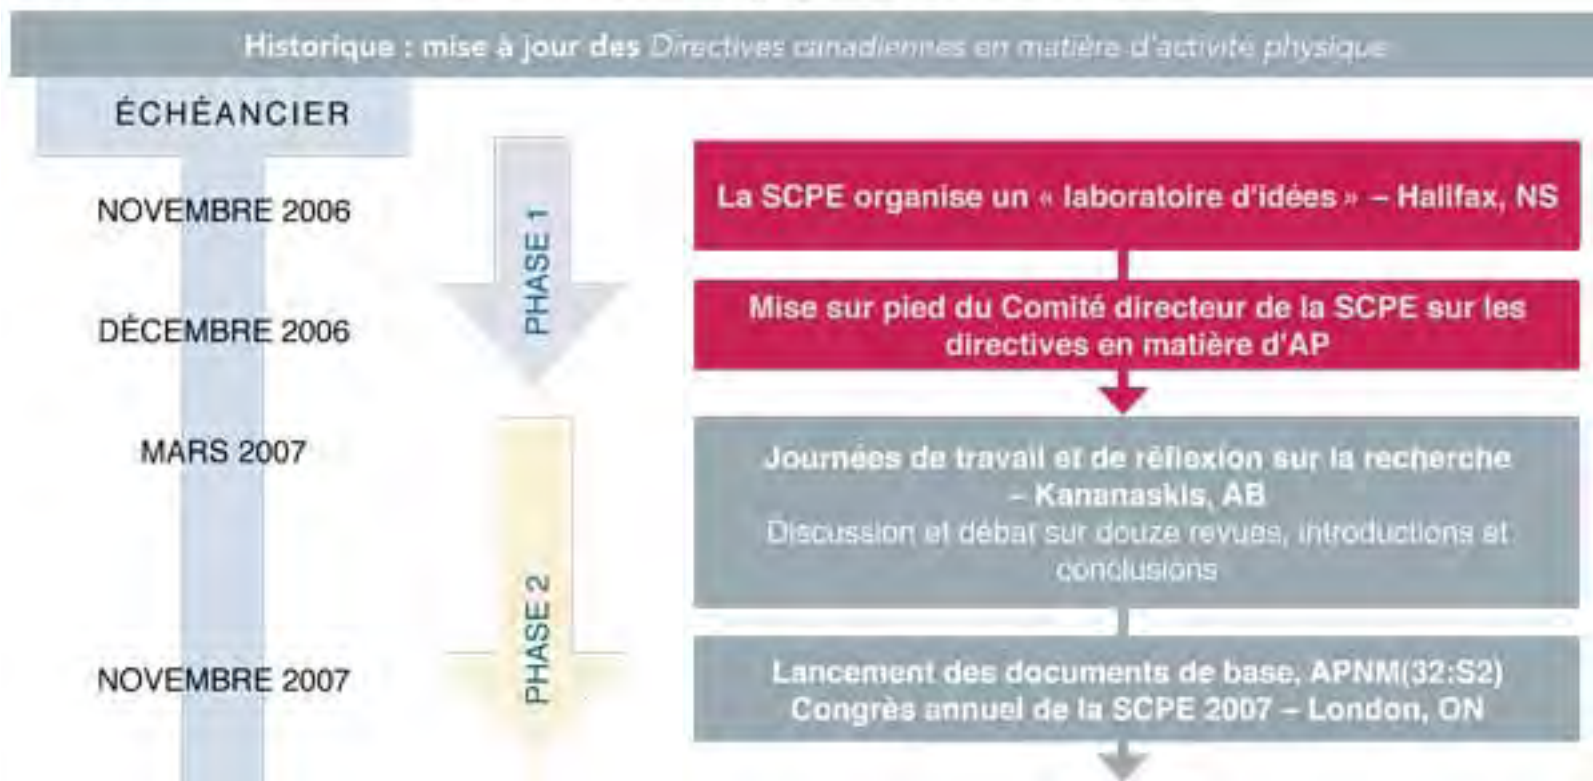 Historique : mise à jour des Directives canadiennes en matière d'activité physique
ÉCHÉANCIER
NOVEMBRE 2006
PHASE 1
La SCPE organise un « laboratoire d'idées » – Halifax, NS
DÉCEMBRE 2006
Mise sur pied du Comité directeur de la SCPE sur les
directives en matière d'AP
MARS 2007
PHASE 2
Journées de travail et de réflexion sur la recherche
– Kananaskis, AB
Discussion et débat sur douze revues, introductions et
conclusions
NOVEMBRE 2007
Lancement des documents de base, APNM(32:S2)
Congrès annuel de la SCPE 2007 – London, ON